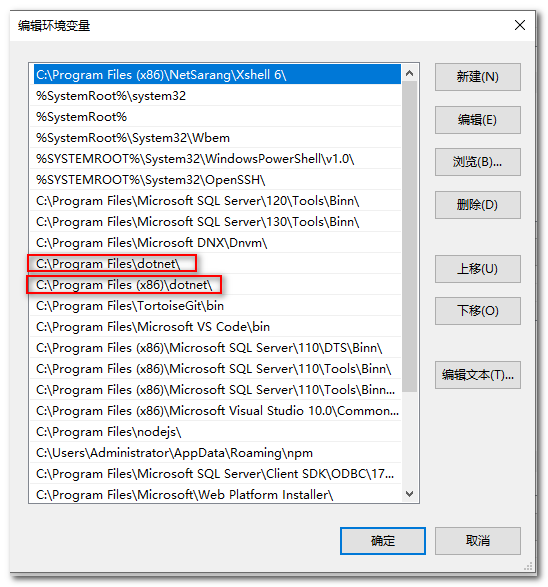 编辑环境变量
C:\Program Files (x86)\NetSarang\Xshell 6\
%SystemRoot%\system32
%SystemRoot%
%SystemRoot%\System32\Wbem
%SYSTEMROOT%\System32\WindowsPowerShell\v1.0\
%SYSTEMROOT%\System32\OpenSSH\
C:\Program Files\Microsoft SQL Server\120\Tools\Binn\
C:\Program Files\Microsoft SQL Server\130\Tools\Binn\
C:\Program Files\Microsoft DNX\Dnvm\
C:\Program Files\dotnet\
C:\Program Files (x86)\dotnet\
C:\Program Files\TortoiseGit\bin
C:\Program Files\Microsoft VS Code\bin
C:\Program Files (x86)\Microsoft SQL Server\110\DTS\Binn\
C:\Program Files (x86)\Microsoft SQL Server\110\Tools\Binn\
C:\Program Files (x86)\Microsoft SQL Server\110\Tools\Binn...
C:\Program Files (x86)\Microsoft Visual Studio 10.0\Common...
C:\Program Files\nodejs\
C:\Users\Administrator\AppData\Roaming\npm
C:\Program Files\Microsoft SQL Server\Client SDK\ODBC\17...
C:\Program Files\Microsoft\Web Platform Installer\
新建(N)
编辑(E)
浏览(B)...
删除(D)
上移(U)
下移(O)
编辑文本(T)...
确定
取消